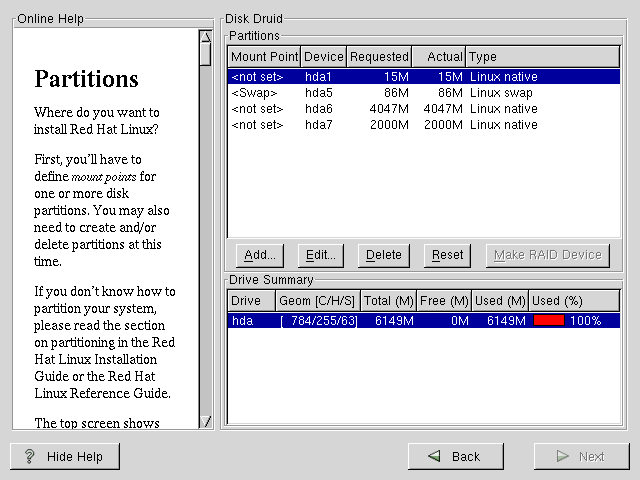 Online Help
Partitions
Where do you want to
install Red Hat Linux?
First, you'll have to
define mount points for
one or more disk
partitions. You may also
need to create and/or
delete partitions at this
time.
If you don't know how to
partition your system,
please read the section
on partitioning in the Red
Hat Linux Installation
Guide or the Red Hat
Linux Reference Guide.
The top screen shows
Disk Druid
Partitions
Mount Point Device Requested Actual Type
<not set> hda1 15M 15M Linux native
<Swap> hda5 86M 86M Linux swap
<not set> hda6 4047M 4047M Linux native
<not set> hda7 2000M 2000M Linux native
Add... Edit... Delete Reset Make RAID Device
Drive Summary
Drive Geom [C/H/S] Total (M) Free (M) Used (M) Used (%)
hda [ 784/255/63] 6149M 0M 6149M 100%
? Hide Help Back Next